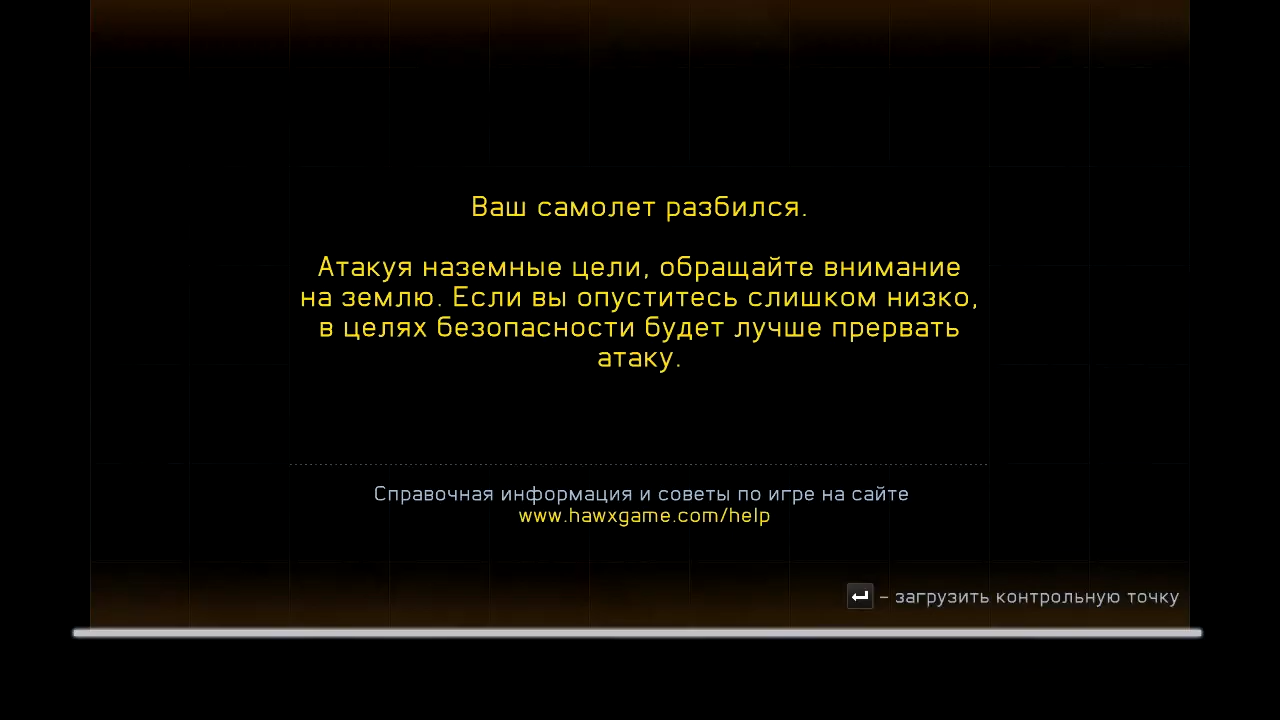 Ваш самолет разбился.
Атакуя наземные цели, обращайте внимание
на землю. Если вы опуститесь слишком низко,
в целях безопасности будет лучше прервать
атаку.
Справочная информация и советы по игре на сайте
www.hawxgame.com/help
– загрузить контрольную точку